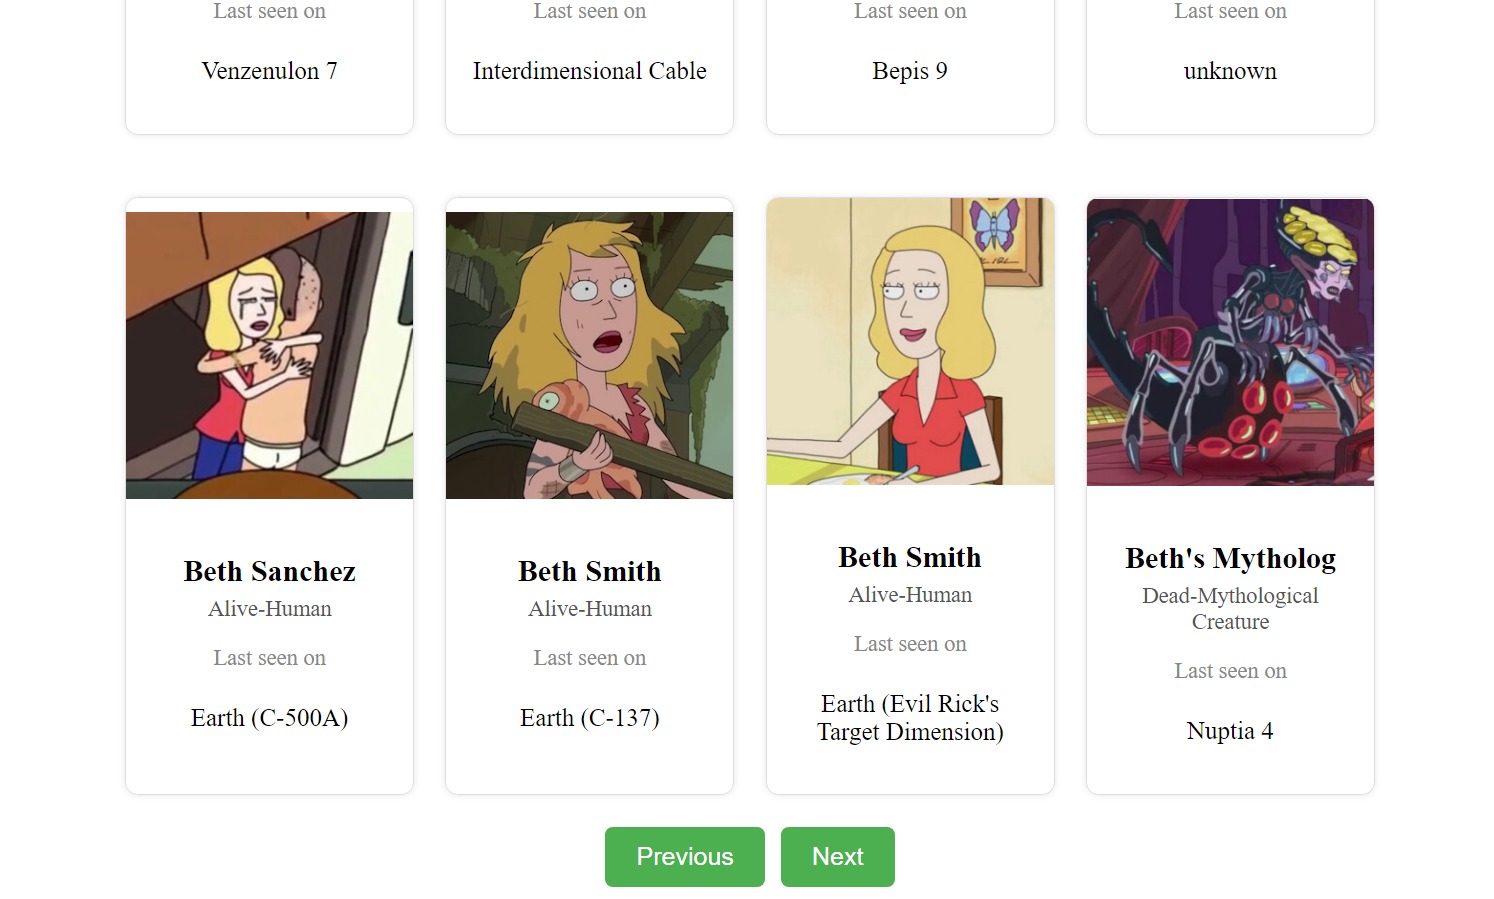 Last seen on
Last seen on
Last seen on
Last seen on
Venzenulon 7
Interdimensional Cable
Bepis 9
unknown
Beth Sanchez
Alive-Human
Last seen on
Earth (C-500A)
Beth Smith
Alive-Human
Last seen on
Earth (C-137)
Beth Smith
Alive-Human
Last seen on
Earth (Evil Rick's
Target Dimension)
Beth's Mytholog
Dead-Mythological
Creature
Last seen on
Nuptia 4
Previous
Next